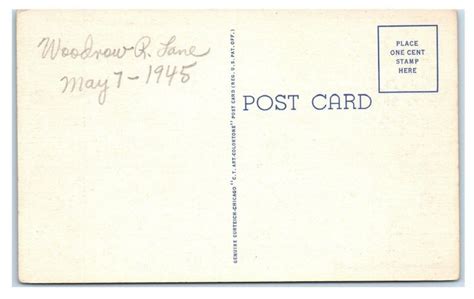 Woodrow R. Lane
May 7-1945
PLACE
ONE CENT
STAMP
HERE
POST CARD
GENUINE CURTEICH-CHICAGO "C.T. ART-COLORTONE" POST CARD (REG. U.S. PAT. OFF.)